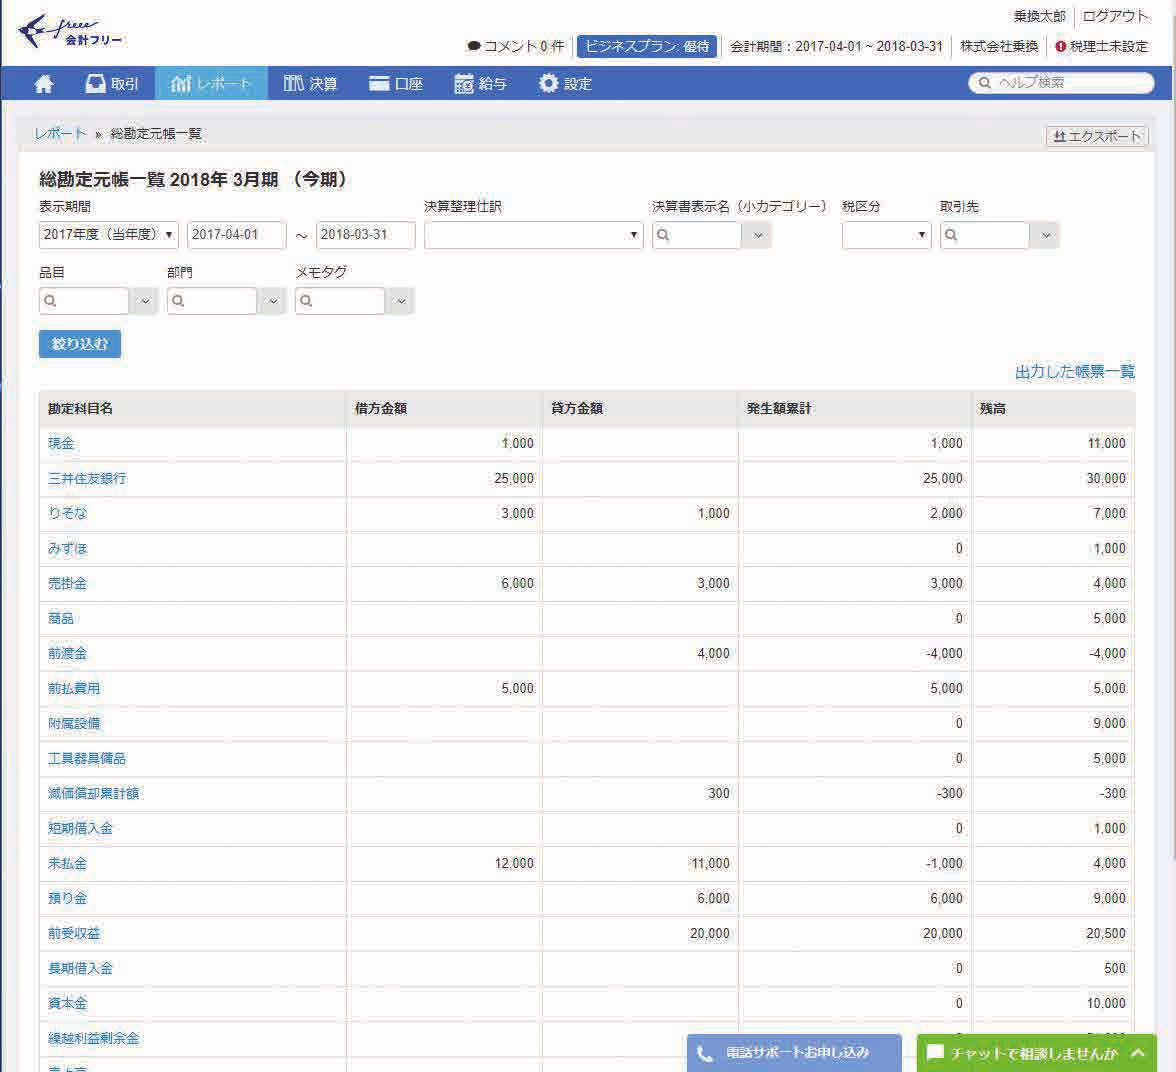 freee
会計フリー
乗換太郎 ログアウト
コメント 0 件 ビジネスプラン: 優待 会計期間：2017-04-01 ~ 2018-03-31 株式会社乗換 税理士未設定
取引 レポート 決算 口座 給与 設定 ヘルプ検索
レポート » 総勘定元帳一覧 エクスポート
総勘定元帳一覧 2018年 3月期 （今期）
表示期間 決算整理仕訳 決算書表示名（小カテゴリー） 税区分 取引先
2017年度（当年度） 2017-04-01 ～ 2018-03-31
品目 部門 メモタグ
絞り込む
出力した帳票一覧
勘定科目名 借方金額 貸方金額 発生額累計 残高
現金 1,000 1,000 11,000
三井住友銀行 25,000 25,000 30,000
りそな 3,000 1,000 2,000 7,000
みずほ 0 1,000
売掛金 6,000 3,000 3,000 4,000
商品 0 5,000
前渡金 4,000 -4,000 -4,000
前払費用 5,000 5,000 5,000
附属設備 0 9,000
工具器具備品 0 5,000
減価償却累計額 300 -300 -300
短期借入金 0 1,000
未払金 12,000 11,000 -1,000 4,000
預り金 6,000 6,000 9,000
前受収益 20,000 20,000 20,500
長期借入金 0 500
資本金 0 10,000
繰越利益剰余金
電話サポートお申し込み チャットで相談しませんか